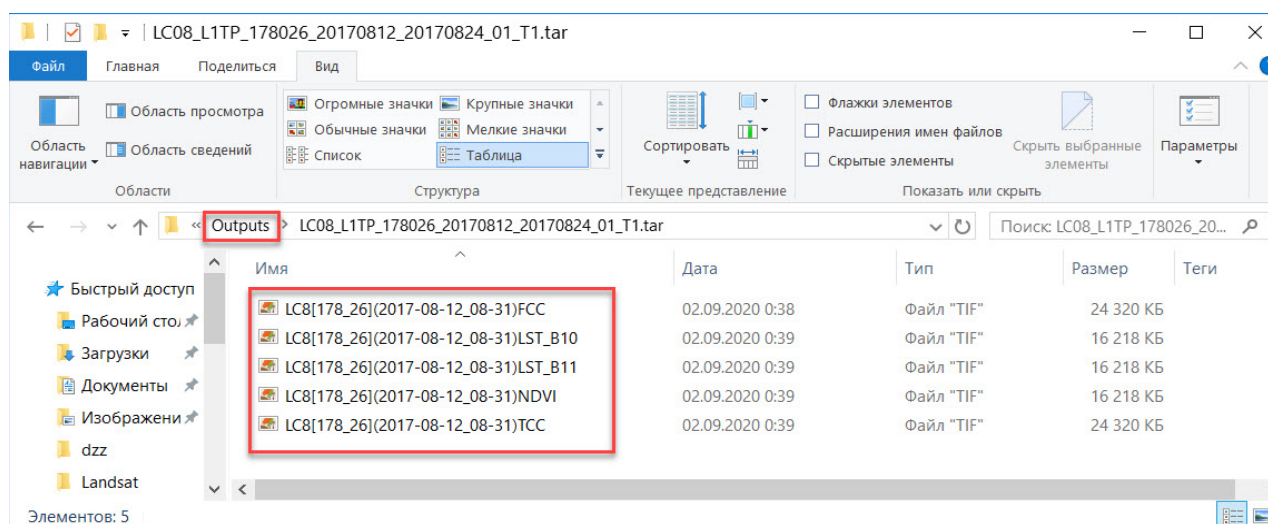 LC08_L1TP_178026_20170812_20170824_01_T1.tar
Файл Главная Поделиться Вид
Область навигации
Область просмотра
Область сведений
Области
Огромные значки Крупные значки
Обычные значки Мелкие значки
Список Таблица
Структура
Сортировать
Текущее представление
Флажки элементов
Расширения имен файлов
Скрытые элементы
Скрыть выбранные элементы
Показать или скрыть
Параметры
« Outputs > LC08_L1TP_178026_20170812_20170824_01_T1.tar
Поиск: LC08_L1TP_178026_20...
Имя Дата Тип Размер Теги
Быстрый доступ
Рабочий сто
Загрузки
Документы
Изображени
dzz
Landsat
LC8[178_26](2017-08-12_08-31)FCC 02.09.2020 0:38 Файл "TIF" 24 320 КБ
LC8[178_26](2017-08-12_08-31)LST_B10 02.09.2020 0:39 Файл "TIF" 16 218 КБ
LC8[178_26](2017-08-12_08-31)LST_B11 02.09.2020 0:39 Файл "TIF" 16 218 КБ
LC8[178_26](2017-08-12_08-31)NDVI 02.09.2020 0:39 Файл "TIF" 16 218 КБ
LC8[178_26](2017-08-12_08-31)TCC 02.09.2020 0:39 Файл "TIF" 24 320 КБ
Элементов: 5